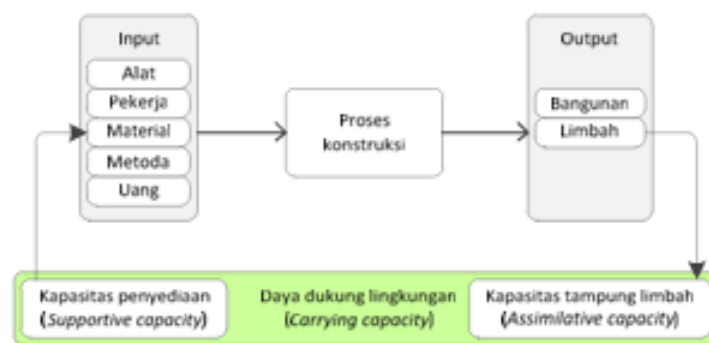 Input
Alat
Pekerja
Material
Metoda
Uang
Proses
konstruksi
Output
Bangunan
Limbah
Kapasitas penyediaan
(Supportive capacity)
Daya dukung lingkungan
(Carrying capacity)
Kapasitas tampung limbah
(Assimilative capacity)